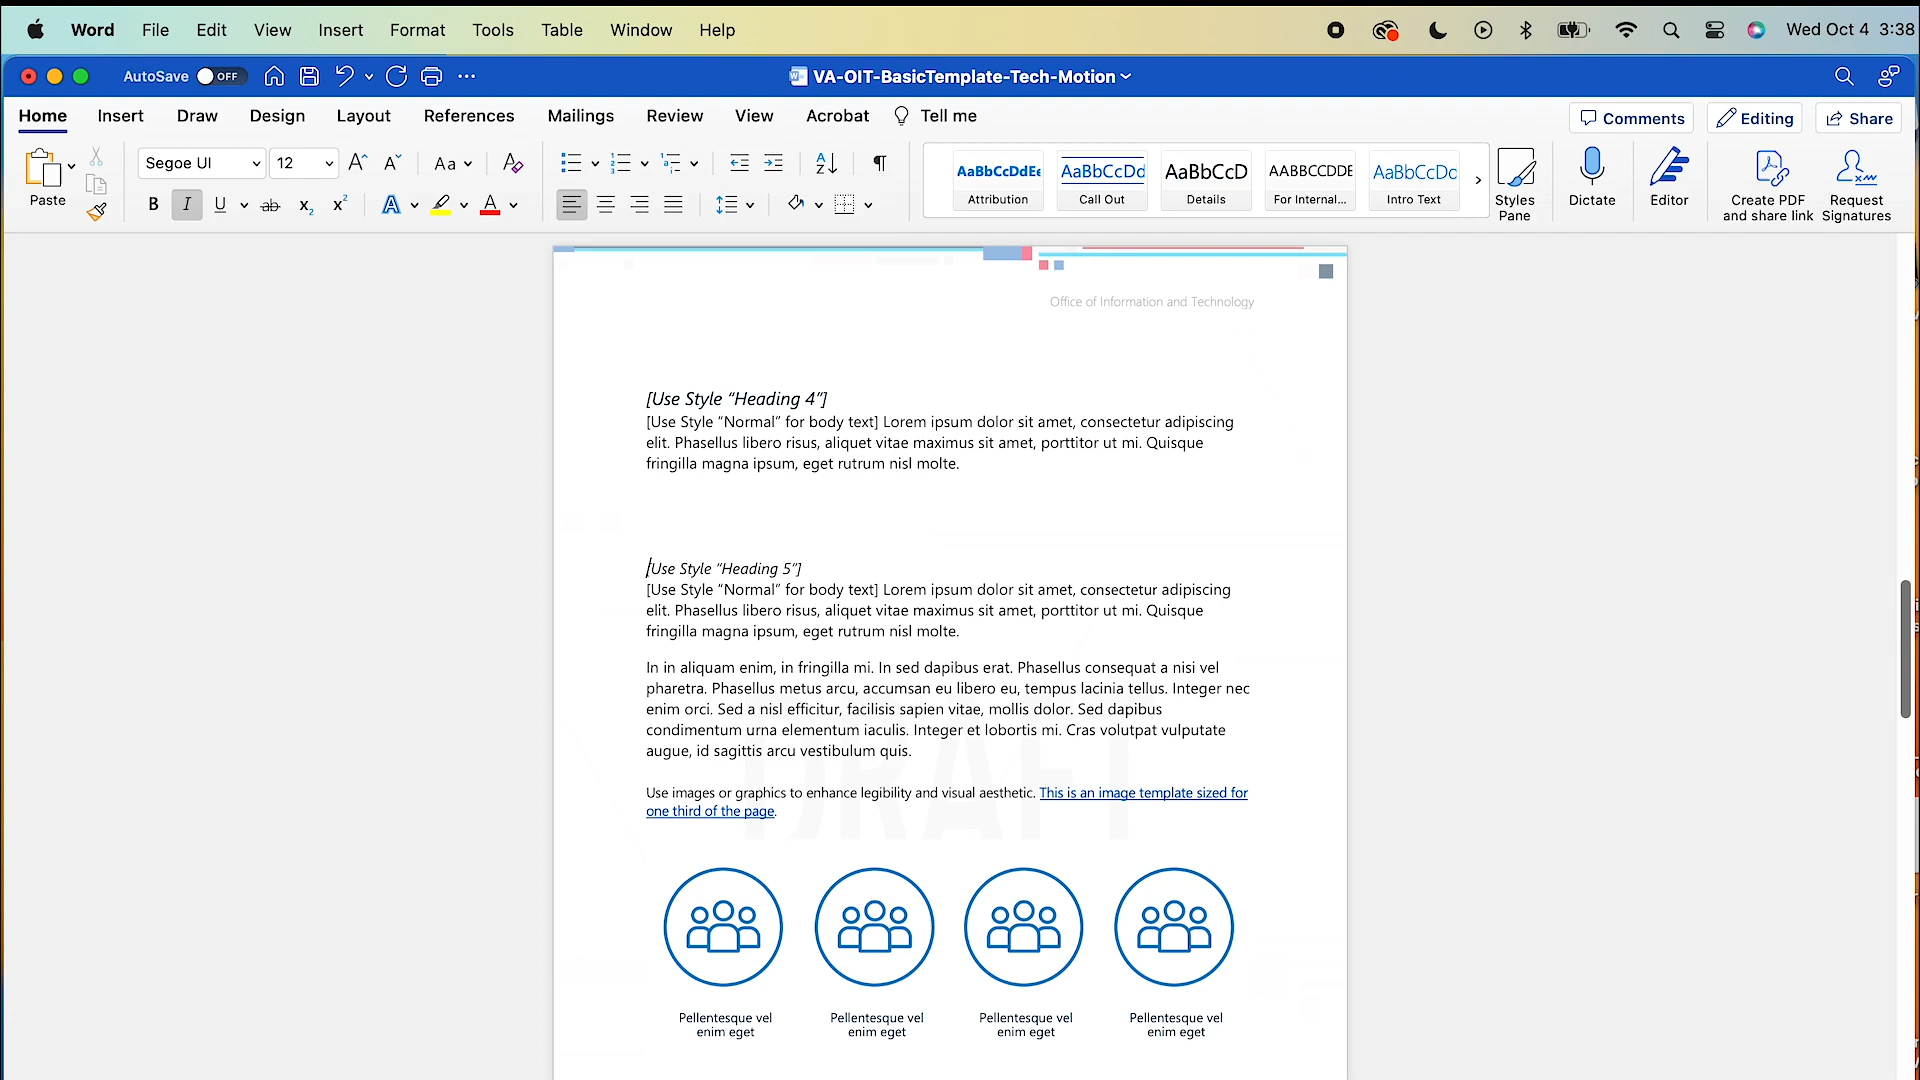 Word File Edit View Insert Format Tools Table Window Help Wed Oct 4 3:38
AutoSave OFF VA-OIT-BasicTemplate-Tech-Motion
Home Insert Draw Design Layout References Mailings Review View Acrobat Tell me Comments Editing Share
Segoe UI 12 Aa
AaBbCcDdEe AaBbCcDd AaBbCcD AABBCCDDE AaBbCcDd
Paste Attribution Call Out Details For Internal... Intro Text Styles Pane Dictate Editor Create PDF and share link Request Signatures
B I U ab x2 x2 A A
Office of Information and Technology
[Use Style “Heading 4”]
[Use Style “Normal” for body text] Lorem ipsum dolor sit amet, consectetur adipiscing
elit. Phasellus libero risus, aliquet vitae maximus sit amet, porttitor ut mi. Quisque
fringilla magna ipsum, eget rutrum nisl molte.
[Use Style “Heading 5”]
[Use Style “Normal” for body text] Lorem ipsum dolor sit amet, consectetur adipiscing
elit. Phasellus libero risus, aliquet vitae maximus sit amet, porttitor ut mi. Quisque
fringilla magna ipsum, eget rutrum nisl molte.
In in aliquam enim, in fringilla mi. In sed dapibus erat. Phasellus consequat a nisi vel
pharetra. Phasellus metus arcu, accumsan eu libero eu, tempus lacinia tellus. Integer nec
enim orci. Sed a nisl efficitur, facilisis sapien vitae, mollis dolor. Sed dapibus
condimentum urna elementum iaculis. Integer et lobortis mi. Cras volutpat vulputate
augue, id sagittis arcu vestibulum quis.
DRAFT
Use images or graphics to enhance legibility and visual aesthetic. This is an image template sized for
one third of the page.
Pellentesque vel Pellentesque vel Pellentesque vel Pellentesque vel
enim eget enim eget enim eget enim eget